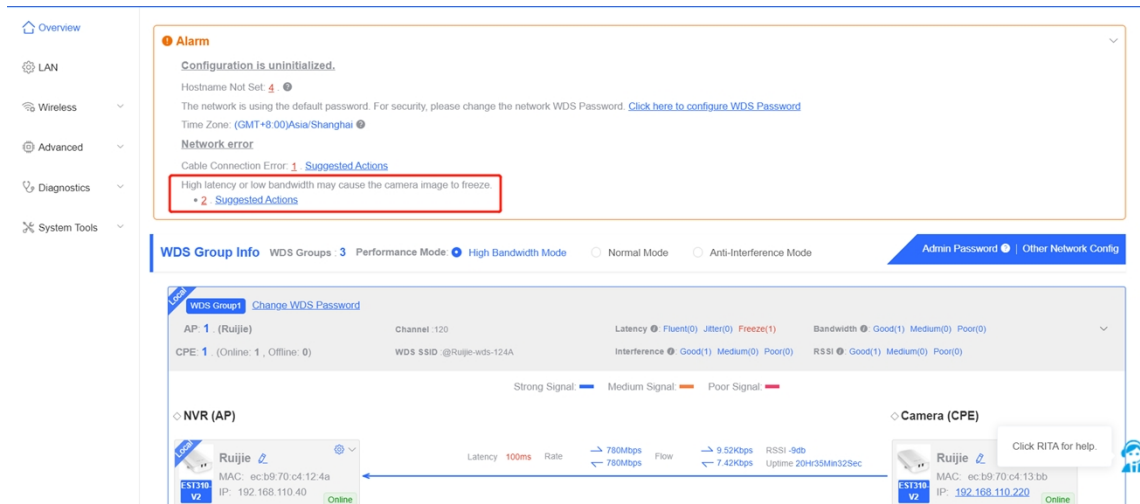 Overview
LAN
Wireless
Advanced
Diagnostics
System Tools
Alarm
Configuration is uninitialized.
Hostname Not Set: 4 .
The network is using the default password. For security, please change the network WDS Password. Click here to configure WDS Password
Time Zone: (GMT+8:00)Asia/Shanghai
Network error
Cable Connection Error: 1 . Suggested Actions
High latency or low bandwidth may cause the camera image to freeze.
• 2 . Suggested Actions
WDS Group Info WDS Groups : 3 Performance Mode: High Bandwidth Mode Normal Mode Anti-Interference Mode Admin Password | Other Network Config
Local
WDS Group1 Change WDS Password
AP: 1 . (Ruijie) Channel :120 Latency : Fluent(0) Jitter(0) Freeze(1) Bandwidth : Good(1) Medium(0) Poor(0)
CPE: 1 . (Online: 1 , Offline: 0) WDS SSID :@Ruijie-wds-124A Interference : Good(1) Medium(0) Poor(0) RSSI : Good(1) Medium(0) Poor(0)
Strong Signal: Medium Signal: Poor Signal:
NVR (AP) Camera (CPE)
Click RITA for help.
Local
Ruijie
MAC: ec:b9:70:c4:12:4a
EST310-V2
IP: 192.168.110.40
Online
Latency 100ms Rate 780Mbps 780Mbps Flow 9.52Kbps 7.42Kbps RSSI -9db Uptime 20Hr35Min32Sec
Ruijie
MAC: ec:b9:70:c4:13:bb
EST310-V2
IP: 192.168.110.220
Online